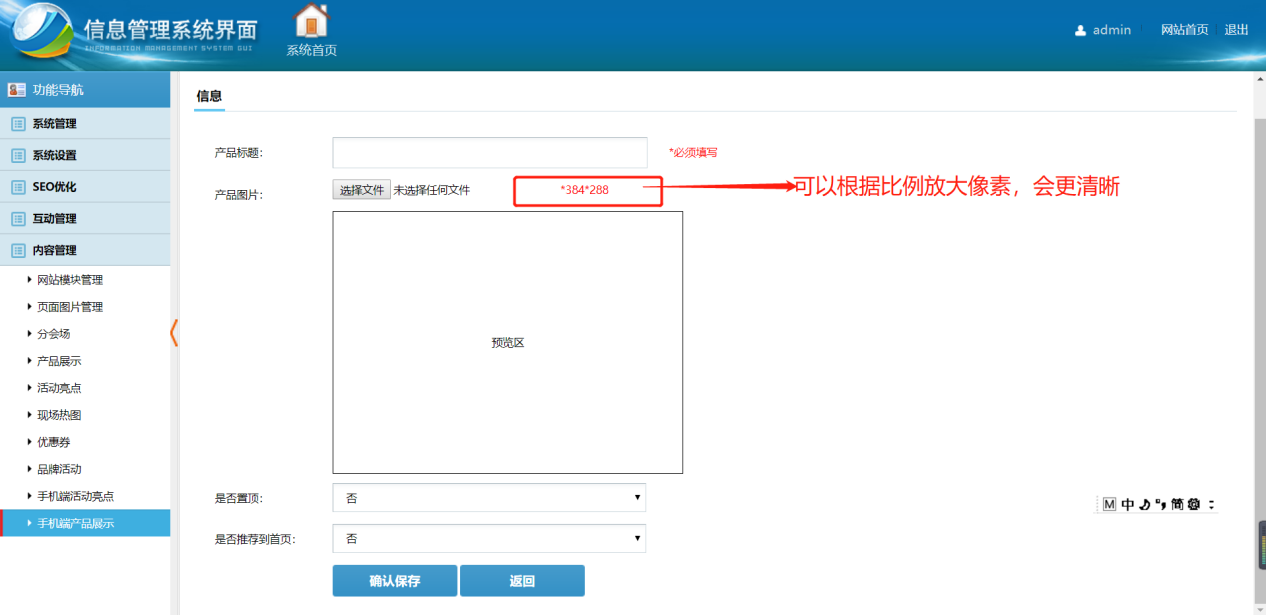 信息管理系统界面
INFORMATION MANAGEMENT SYSTEM GUI
系统首页
admin
网站首页
退出
功能导航
系统管理
系统设置
SEO优化
互动管理
内容管理
网站模块管理
页面图片管理
分会场
产品展示
活动亮点
现场热图
优惠券
品牌活动
手机端活动亮点
手机端产品展示
信息
产品标题:
*必须填写
产品图片:
选择文件 未选择任何文件
*384*288
可以根据比例放大像素，会更清晰
预览区
是否置顶:
否
是否推荐到首页:
否
确认保存
返回
M 中 简